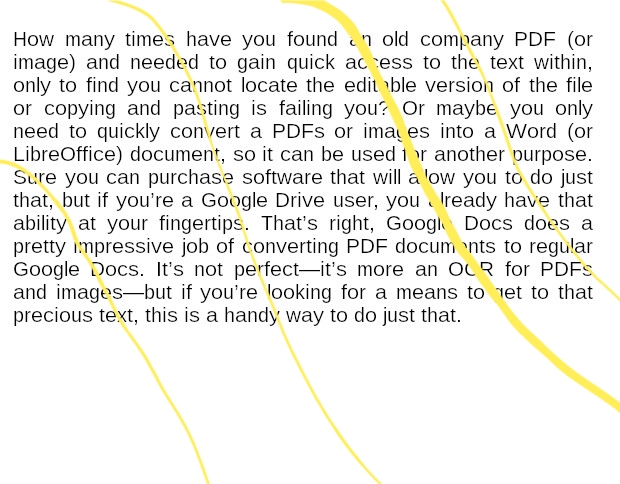 How many times have you found an old company PDF (or
image) and needed to gain quick access to the text within,
only to find you cannot locate the editable version of the file
or copying and pasting is failing you? Or maybe you only
need to quickly convert a PDFs or images into a Word (or
LibreOffice) document, so it can be used for another purpose.
Sure you can purchase software that will allow you to do just
that, but if you’re a Google Drive user, you already have that
ability at your fingertips. That’s right, Google Docs does a
pretty impressive job of converting PDF documents to regular
Google Docs. It’s not perfect—it’s more an OCR for PDFs
and images—but if you’re looking for a means to get to that
precious text, this is a handy way to do just that.